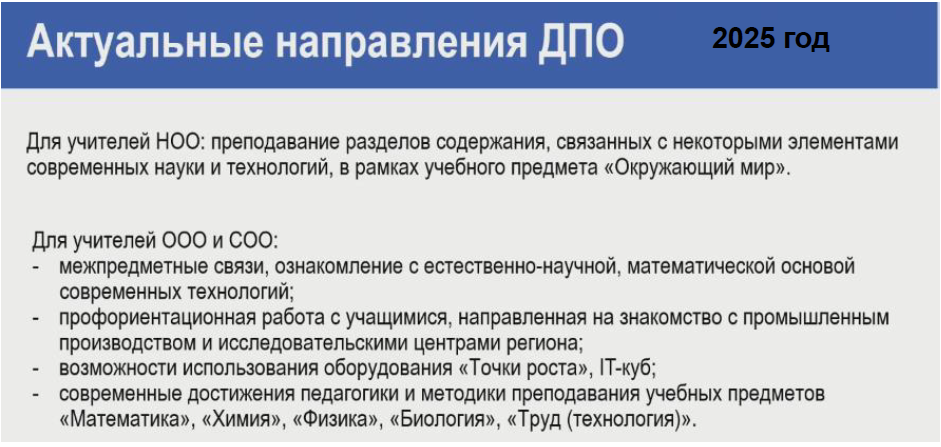 Актуальные направления ДПО 2025 год
Для учителей НОО: преподавание разделов содержания, связанных с некоторыми элементами
современных науки и технологий, в рамках учебного предмета «Окружающий мир».
Для учителей ООО и СОО:
- межпредметные связи, ознакомление с естественно-научной, математической основой
современных технологий;
- профориентационная работа с учащимися, направленная на знакомство с промышленным
производством и исследовательскими центрами региона;
- возможности использования оборудования «Точки роста», IT-куб;
- современные достижения педагогики и методики преподавания учебных предметов
«Математика», «Химия», «Физика», «Биология», «Труд (технология)».